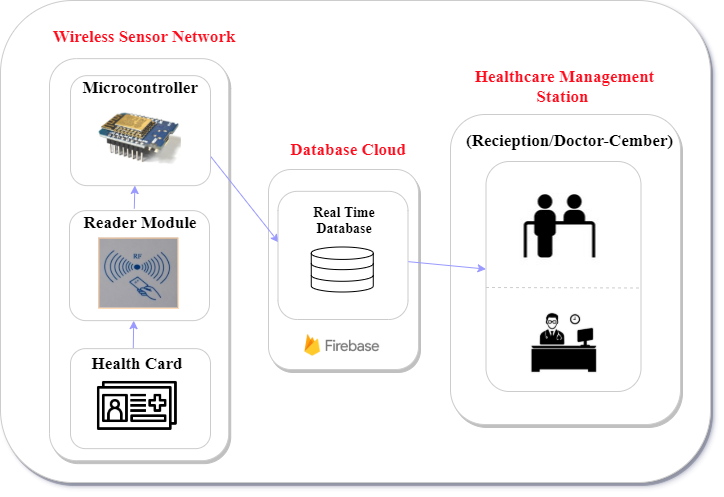 Wireless Sensor Network
Microcontroller
Reader Module
RF
Health Card
Database Cloud
Real Time
Database
Firebase
Healthcare Management
Station
(Recieption/Doctor-Cember)